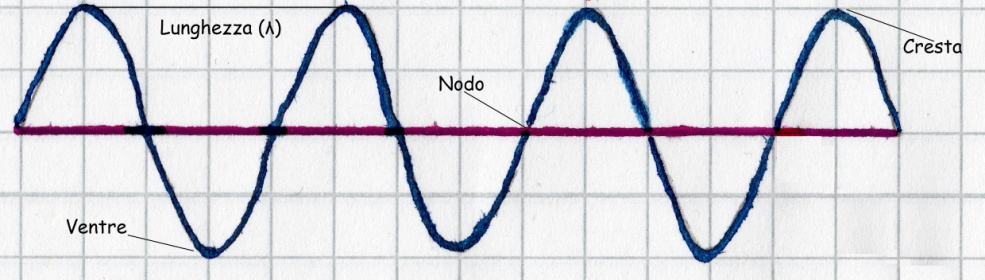 Lunghezza (λ)
Cresta
Nodo
Ventre